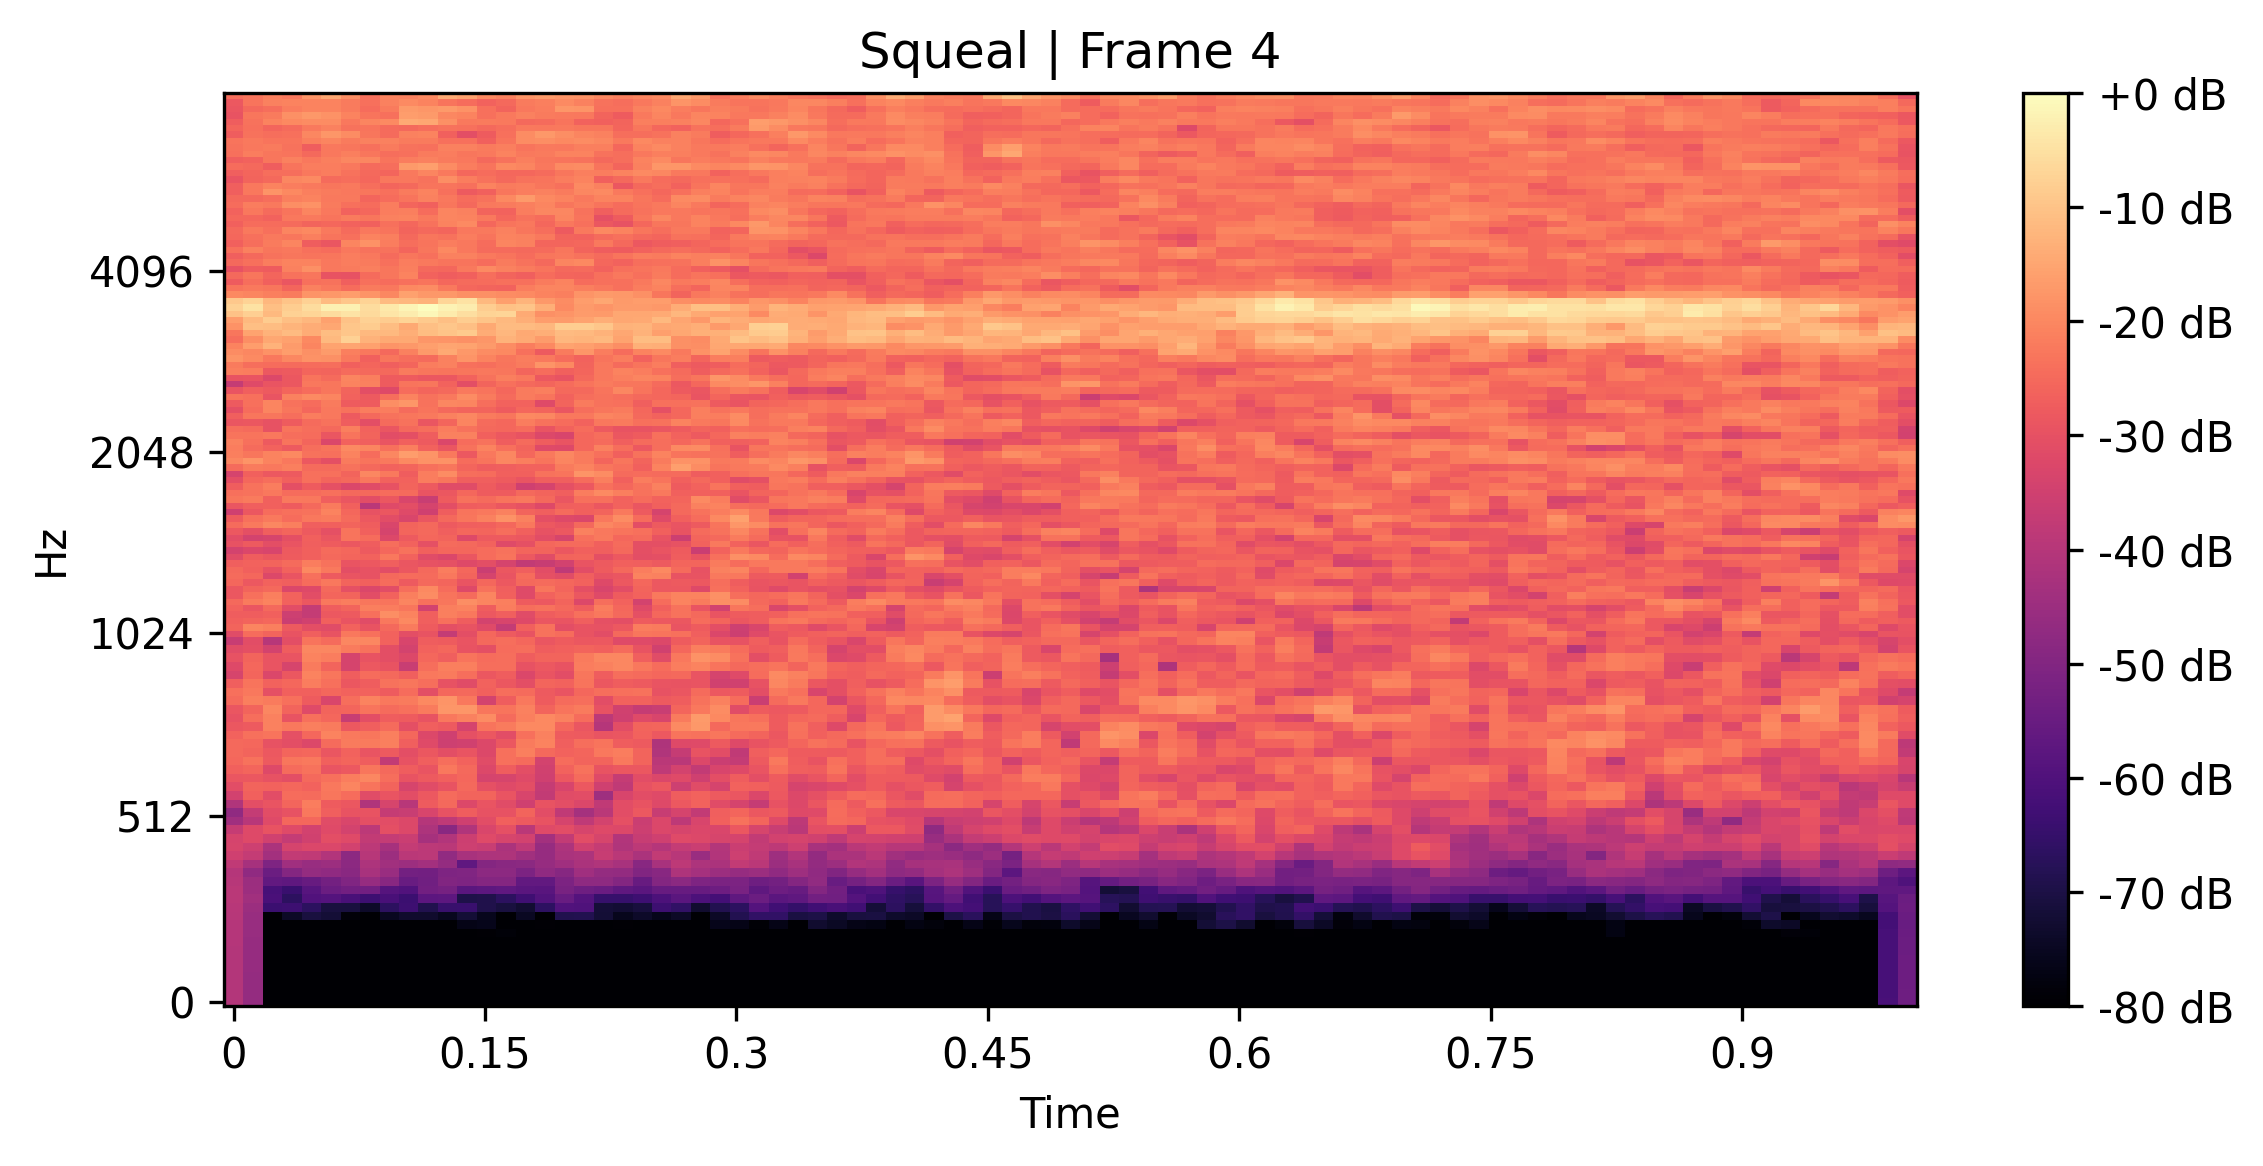 Squeal | Frame 4
+0 dB
-10 dB
4096
-20 dB
-30 dB
2048
-40 dB
Hz
1024
-50 dB
-60 dB
512
-70 dB
0
-80 dB
0 0.15 0.3 0.45 0.6 0.75 0.9
Time